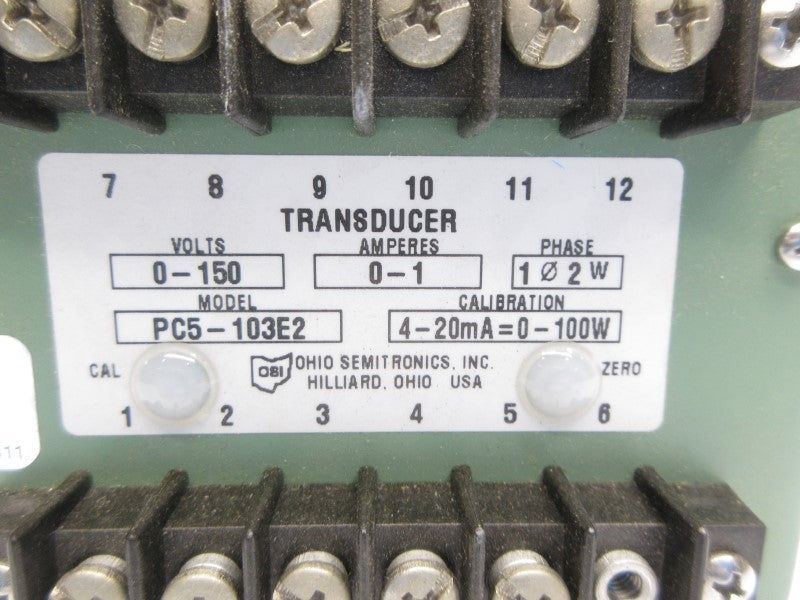 7 8 9 10 11 12
TRANSDUCER
VOLTS AMPERES PHASE
0-150 0-1 1 Ø 2 W
MODEL CALIBRATION
PC5-103E2 4-20mA=0-100W
CAL OSI OHIO SEMITRONICS, INC. ZERO
HILLIARD, OHIO USA
1 2 3 4 5 6
11